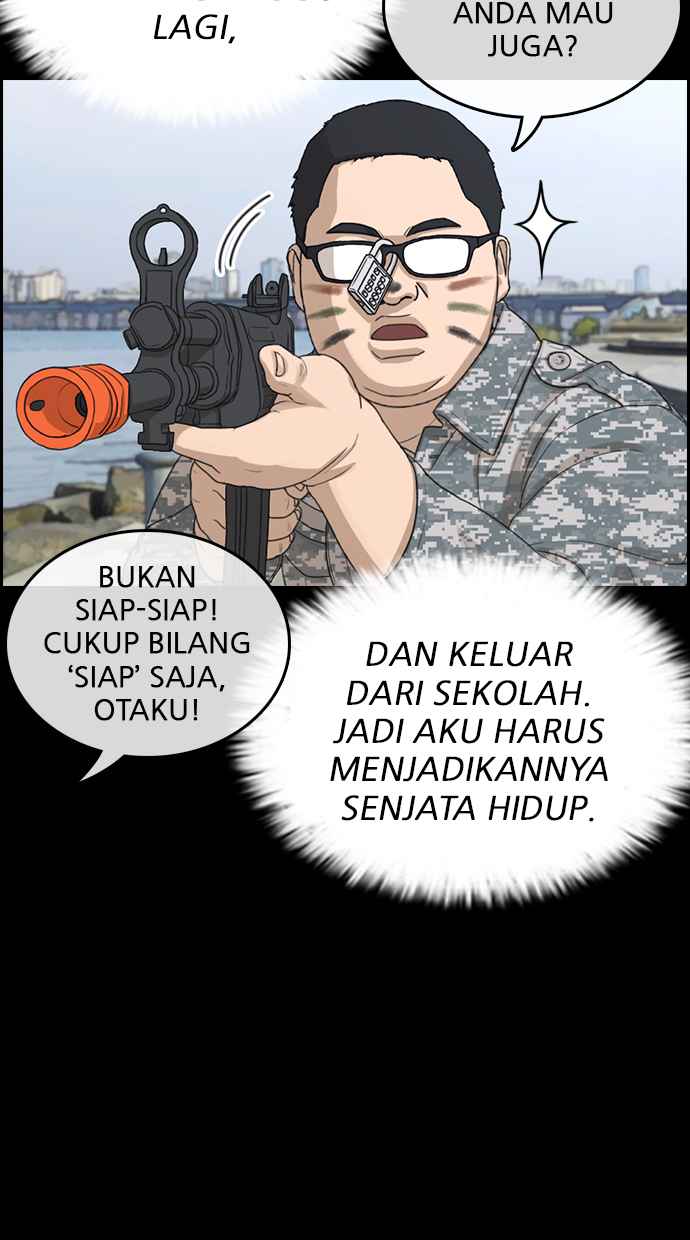 LAGI,
ANDA MAU
JUGA?
BUKAN
SIAP-SIAP!
CUKUP BILANG
‘SIAP’ SAJA,
OTAKU!
DAN KELUAR
DARI SEKOLAH.
JADI AKU HARUS
MENJADIKANNYA
SENJATA HIDUP.